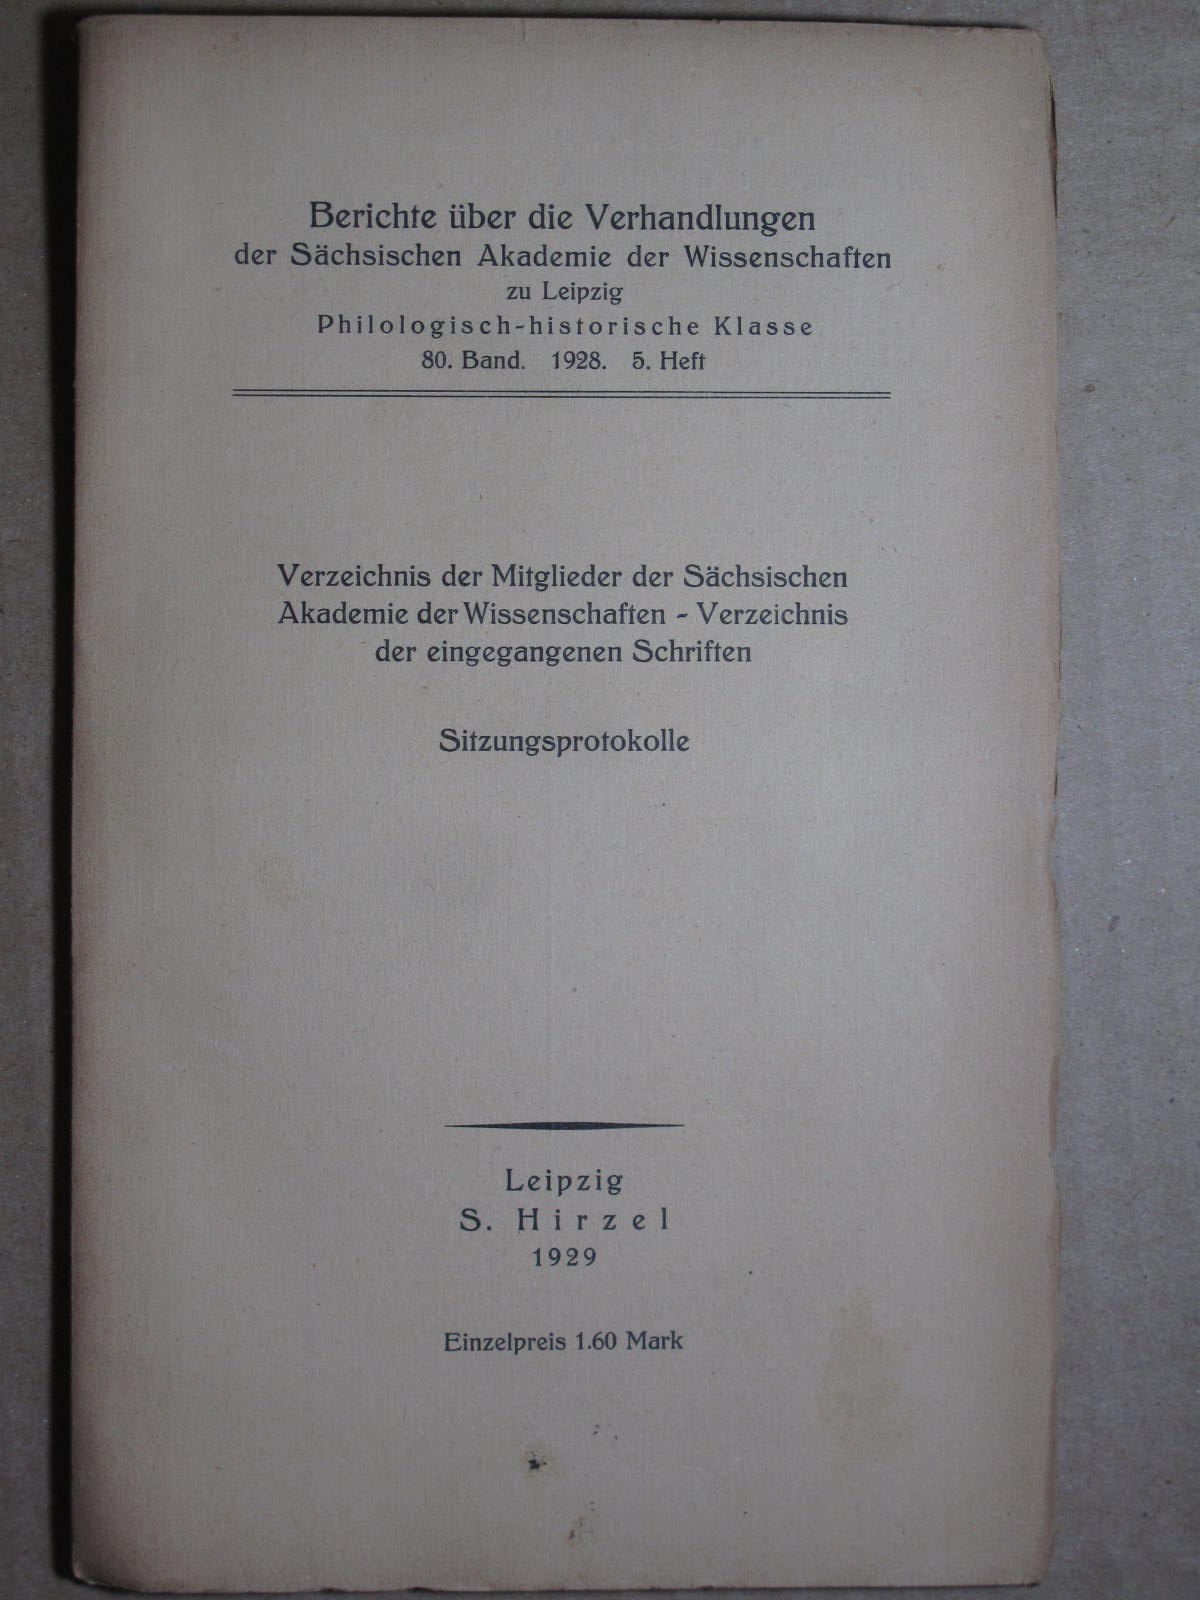 Berichte über die Verhandlungen
der Sächsischen Akademie der Wissenschaften
zu Leipzig
Philologisch-historische Klasse
80. Band. 1928. 5. Heft
Verzeichnis der Mitglieder der Sächsischen
Akademie der Wissenschaften - Verzeichnis
der eingegangenen Schriften
Sitzungsprotokolle
Leipzig
S. Hirzel
1929
Einzelpreis 1.60 Mark